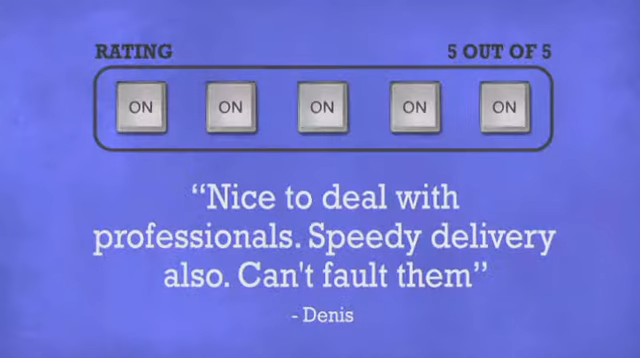 RATING 5 OUT OF 5
ON ON ON ON ON
“Nice to deal with
professionals. Speedy delivery
also. Can't fault them”
- Denis